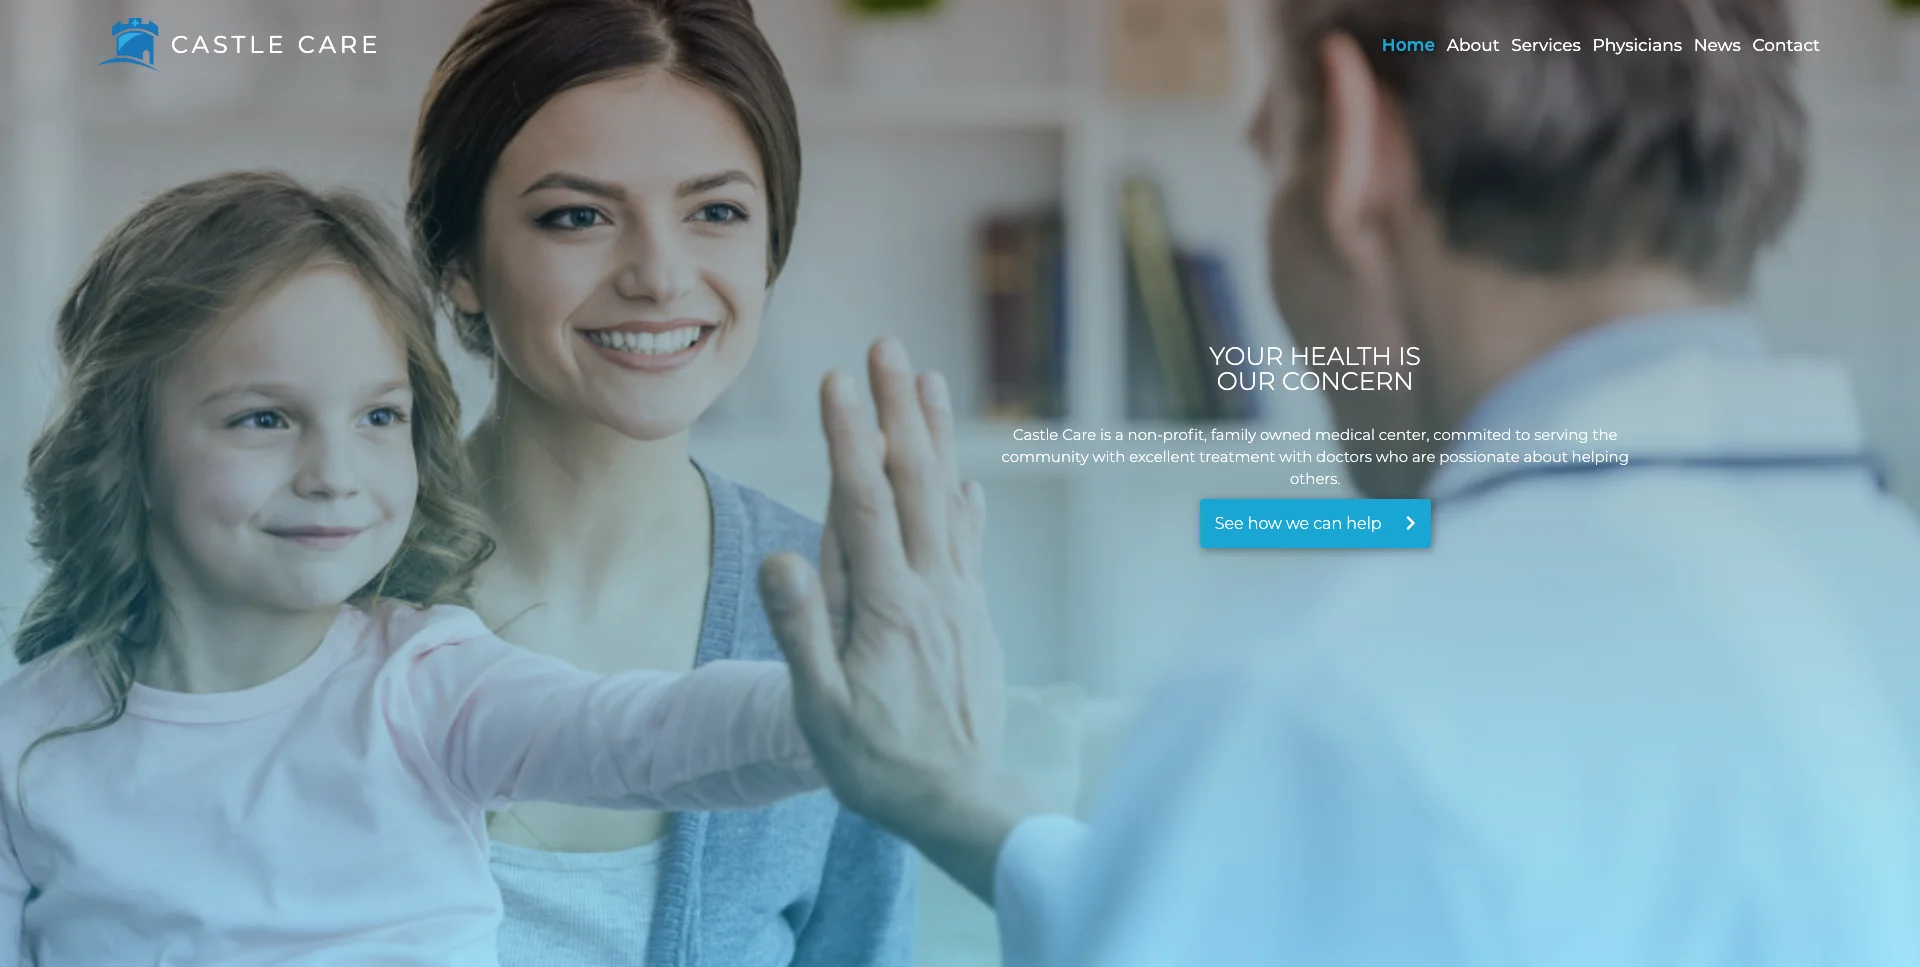 CASTLE CARE
Home About Services Physicians News Contact
YOUR HEALTH IS
OUR CONCERN
Castle Care is a non-profit, family owned medical center, commited to serving the
community with excellent treatment with doctors who are possionate about helping
others.
See how we can help